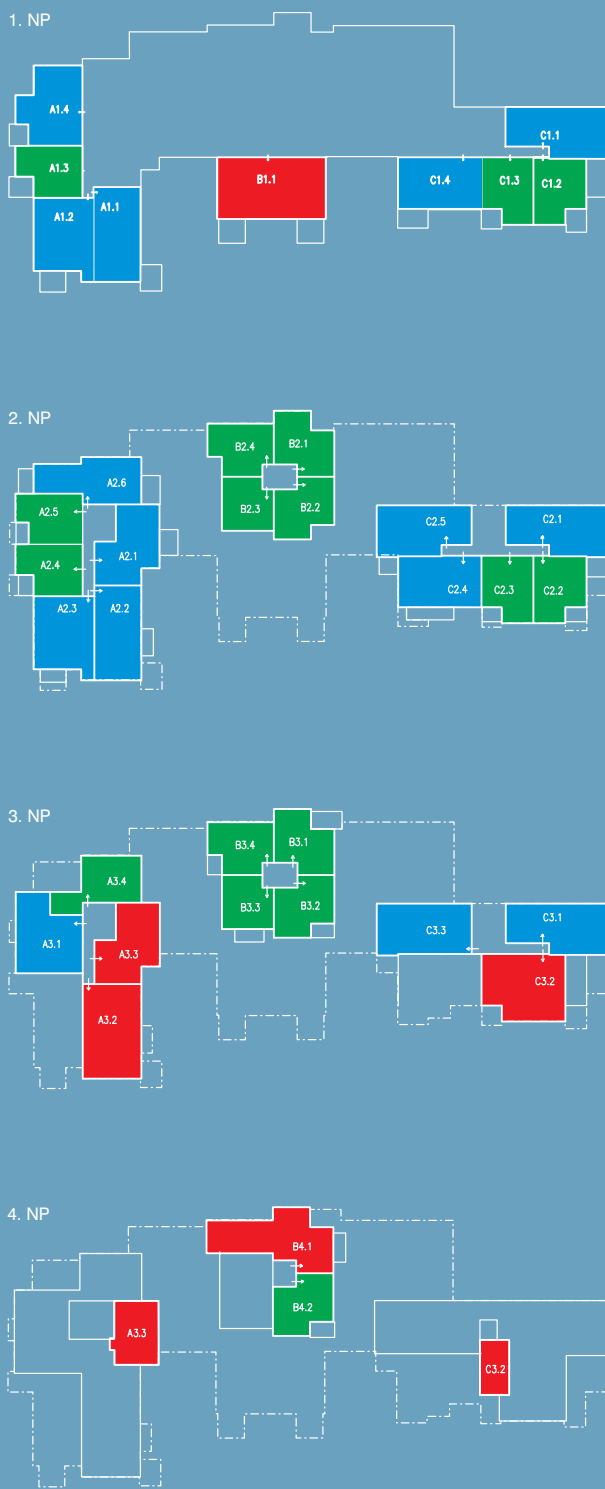 1. NP
A1.4
C1.1
A1.3
B1.1
C1.4
C1.3
C1.2
A1.2
A1.1
2. NP
B2.4
B2.1
A2.6
A2.5
B2.3
B2.2
C2.5
C2.1
A2.4
A2.1
A2.3
A2.2
C2.4
C2.3
C2.2
3. NP
B3.4
B3.1
A3.4
B3.3
B3.2
A3.1
A3.3
C3.3
C3.1
C3.2
A3.2
4. NP
B4.1
B4.2
A3.3
C3.2